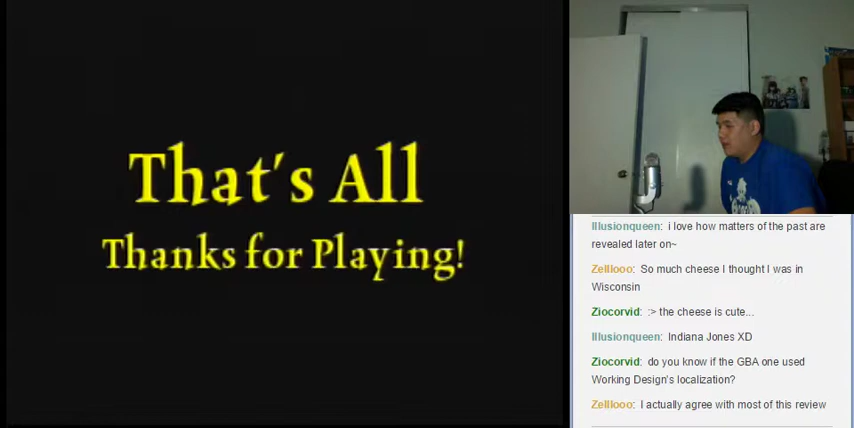 That's All
Thanks for Playing!
Illusionqueen: i love how matters of the past are
revealed later on~
Zelllooo: So much cheese I thought I was in
Wisconsin
Ziocorvid: :> the cheese is cute...
Illusionqueen: Indiana Jones XD
Ziocorvid: do you know if the GBA one used
Working Design's localization?
Zelllooo: I actually agree with most of this review